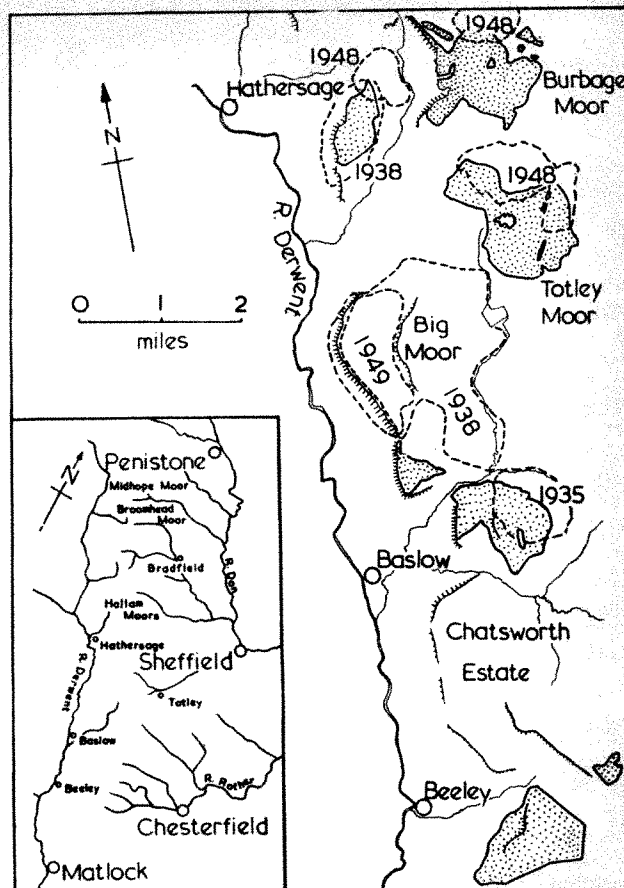 1948
1948
Hathersage
Burbage
Moor
1938
1948
N
R. Derwent
Totley
Moor
0 1 2
miles
Big
Moor
1949
1938
1935
Baslow
Chatsworth
Estate
Beeley
N
Penistone
Midhope Moor
Broomhead
Moor
Bradfield
R. Don
Hallam
Moors
Hathersage
Sheffield
R. Derwent
Totley
Baslow
Beeley
R. Rother
Chesterfield
Matlock